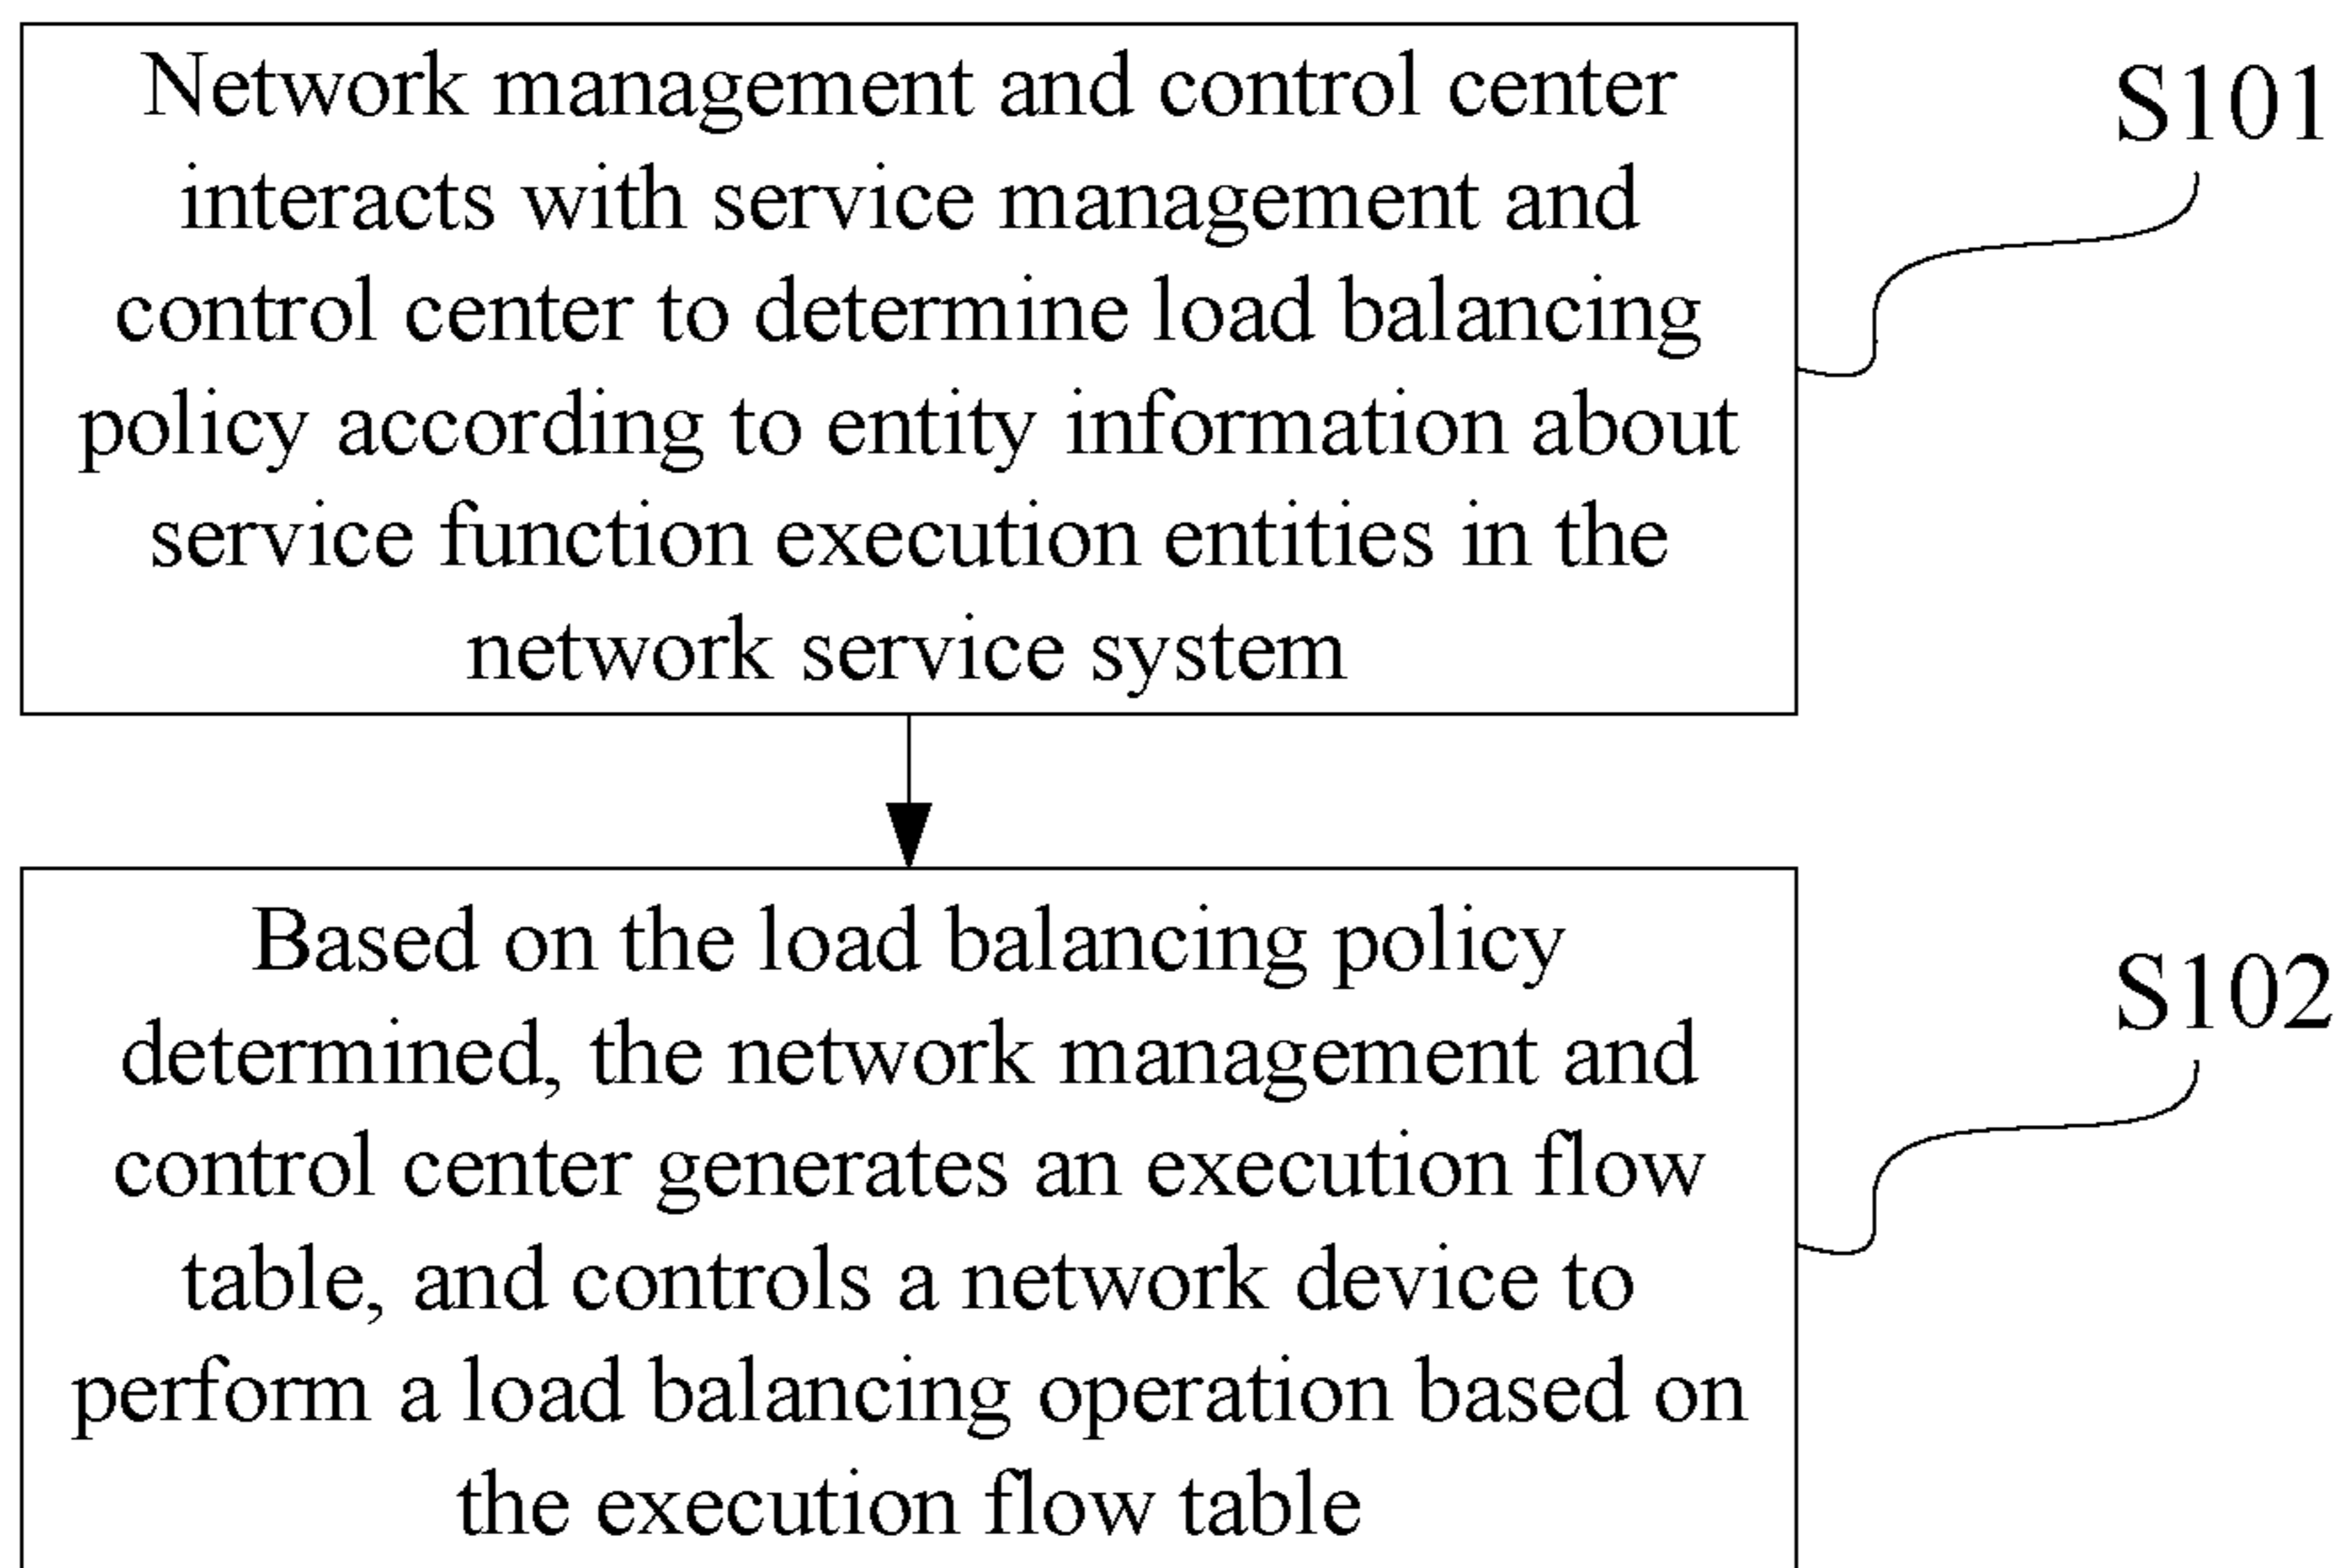 Network management and control center
interacts with service management and
control center to determine load balancing
policy according to entity information about
service function execution entities in the
network service system
S101
Based on the load balancing policy
determined, the network management and
control center generates an execution flow
table, and controls a network device to
perform a load balancing operation based on
the execution flow table
S102